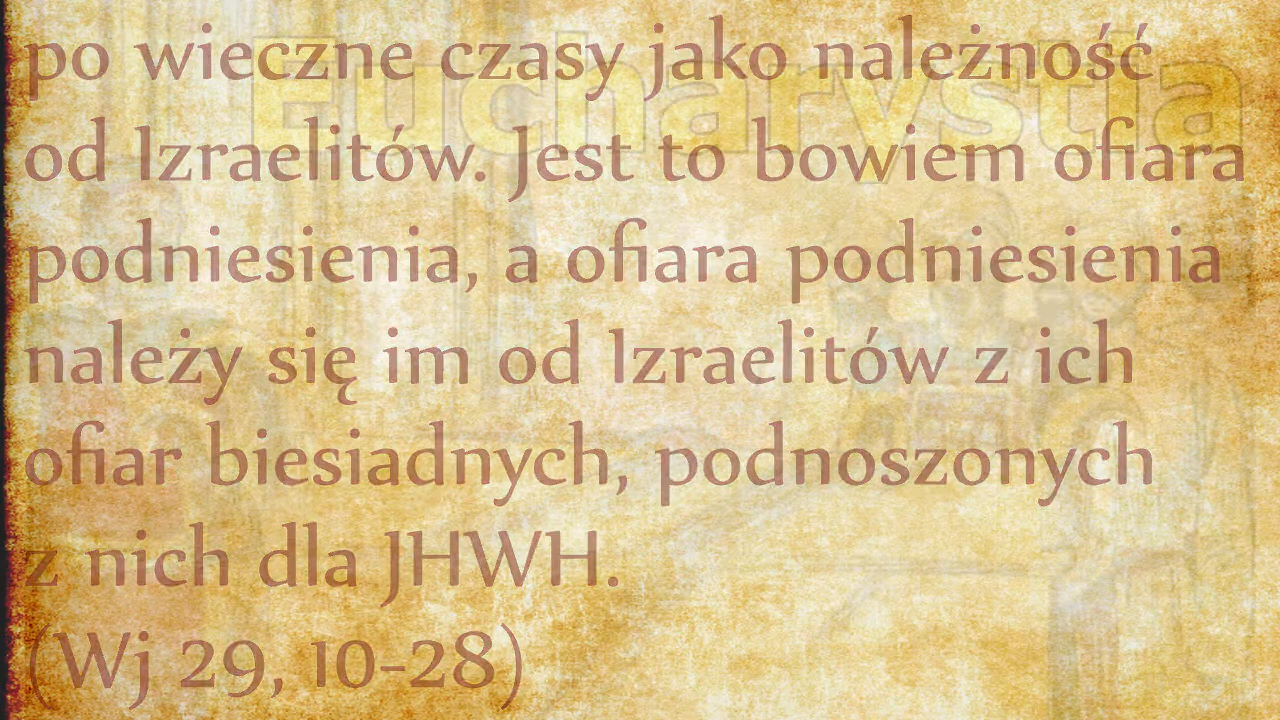 Eucharystia
po wieczne czasy jako należność
od Izraelitów. Jest to bowiem ofiara
podniesienia, a ofiara podniesienia
należy się im od Izraelitów z ich
ofiar biesiadnych, podnoszonych
z nich dla JHWH.
(Wj 29, 10-28)